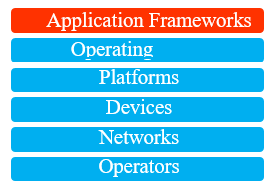 Application Frameworks
Operating
Platforms
Devices
Networks
Operators